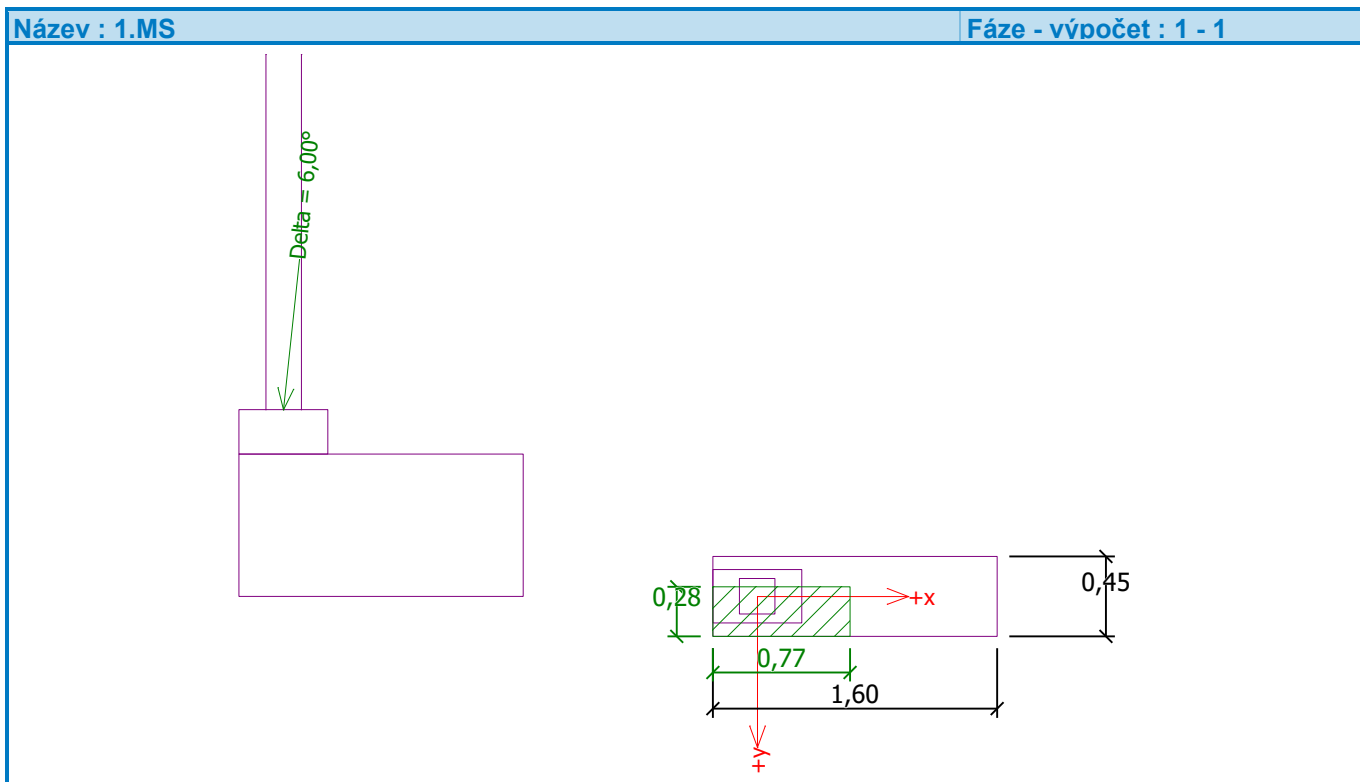 Název : 1.MS
Fáze - výpočet : 1 - 1
Delta = 6,00°
0,28
+x
0,45
0,77
1,60
+y